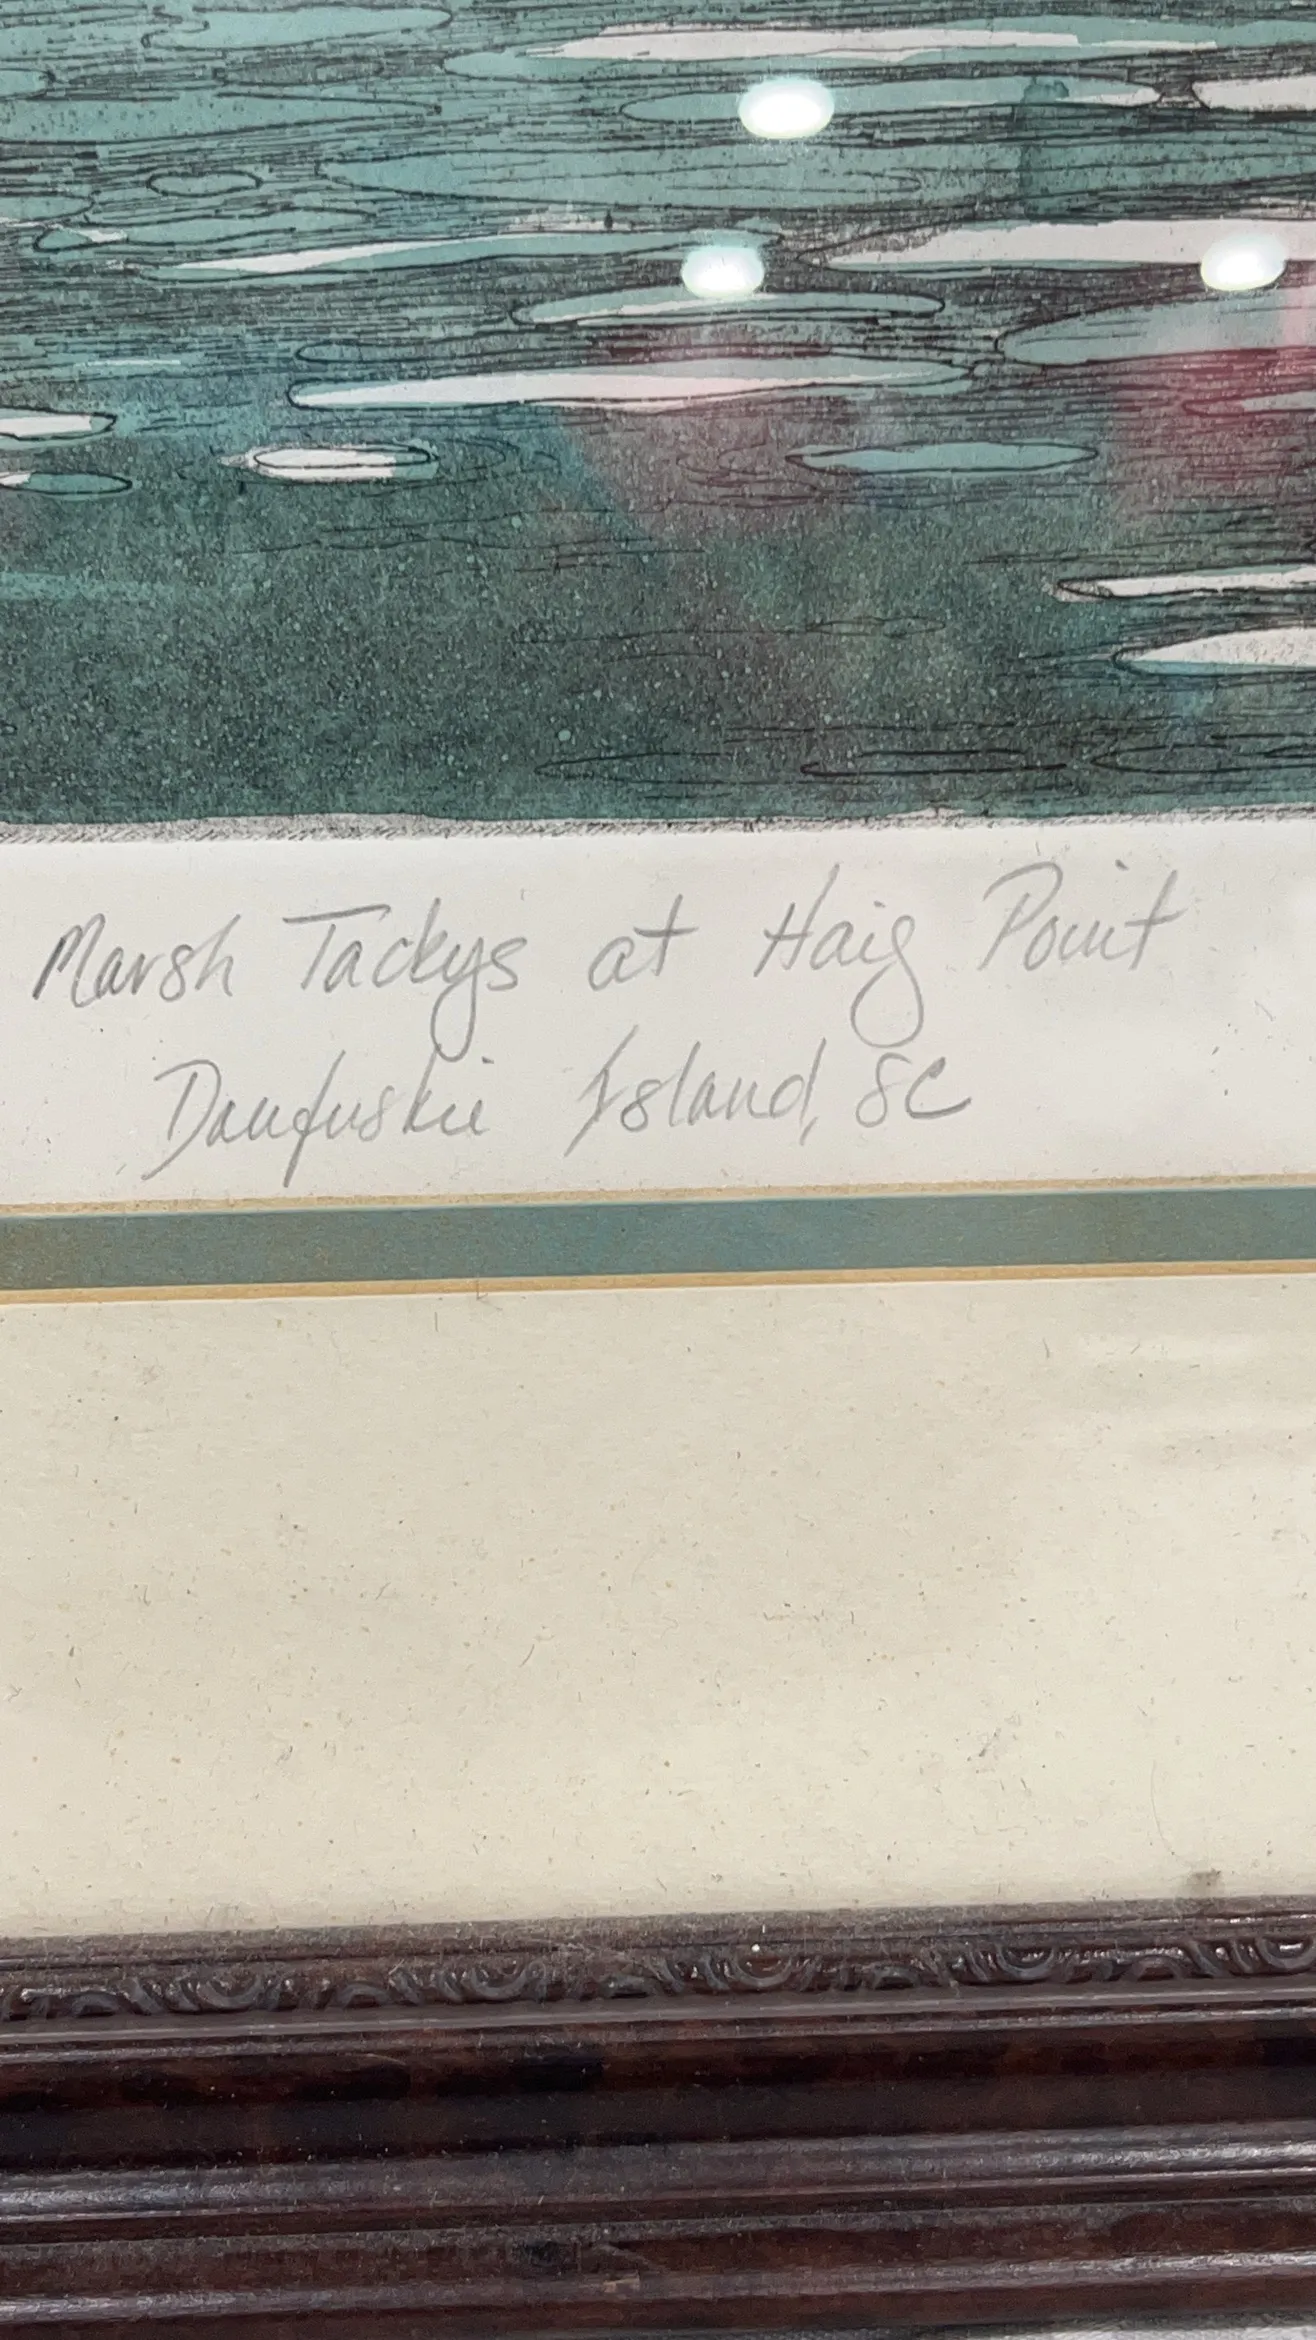 Marsh Tackys at Haig Point
Daufuskie Island, SC